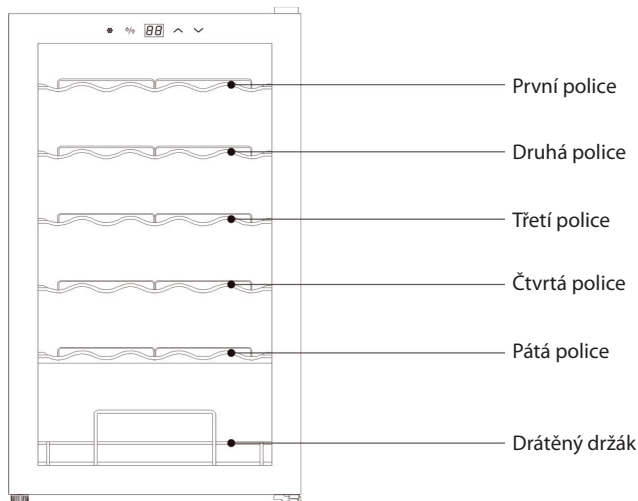 88
První police
Druhá police
Třetí police
Čtvrtá police
Pátá police
Drátěný držák